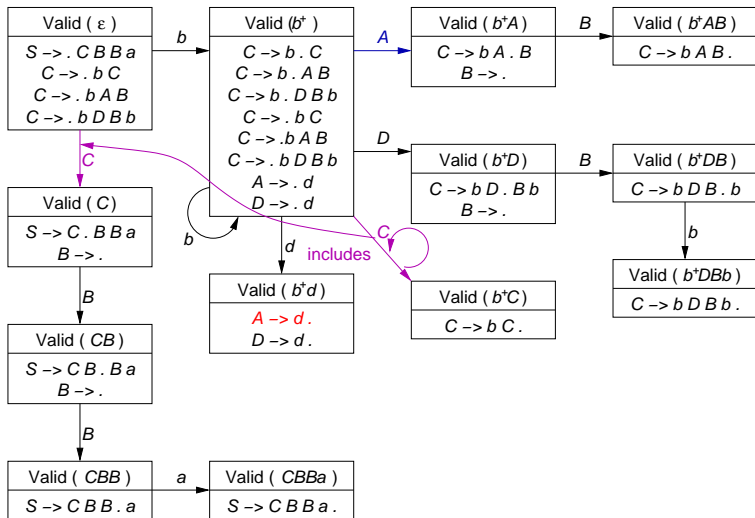 Valid ( ε )
S −> . C B B a
C −> . b C
C −> . b A B
C −> . b D B b
b
Valid (b⁺)
C −> b . C
C −> b . A B
C −> b . D B b
C −> . b C
C −> .b A B
C −> . b D B b
A −> . d
D −> . d
A
Valid ( b⁺A)
C −> b A . B
B −> .
B
Valid ( b⁺AB)
C −> b A B .
D
Valid ( b⁺D)
C −> b D . B b
B −> .
B
Valid ( b⁺DB)
C −> b D B . b
b
Valid ( b⁺DBb)
C −> b D B b .
C
Valid ( C)
S −> C . B B a
B −> .
b
d
C
includes
Valid ( b⁺d)
A −> d .
D −> d .
Valid ( b⁺C)
C −> b C .
B
Valid ( CB)
S −> C B . B a
B −> .
B
Valid ( CBB)
S −> C B B . a
a
Valid ( CBBa)
S −> C B B a .